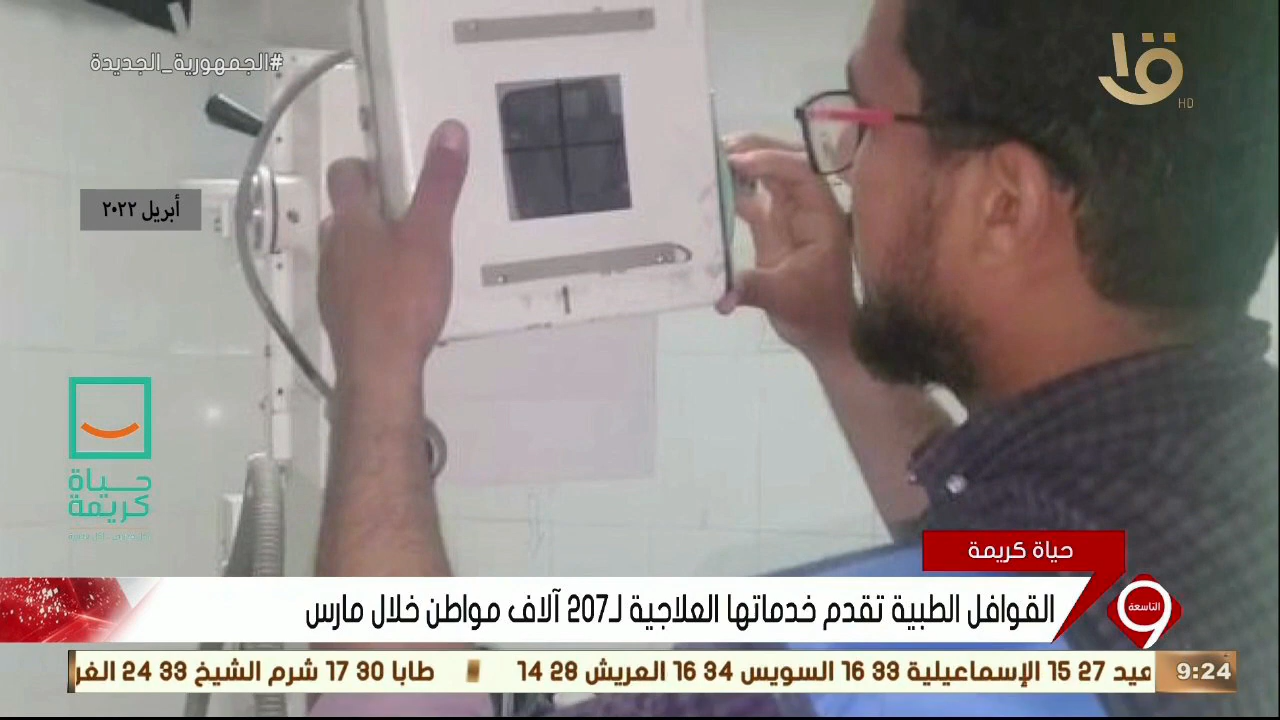 #الجمهورية_الجديدة
HD
أبريل ٢٠٢٢
حياة
كريمة
حياة كريمة
القوافل الطبية تقدم خدماتها العلاجية لـ207 آلاف مواطن خلال مارس
التاسعة
9
عيد 27 15 الإسماعيلية 33 16 السويس 34 16 العريش 28 14 طابا 30 17 شرم الشيخ 33 24 الغر
9:24